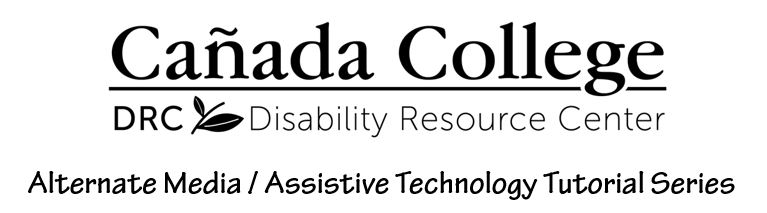 Cañada College
DRC Disability Resource Center
Alternate Media / Assistive Technology Tutorial Series